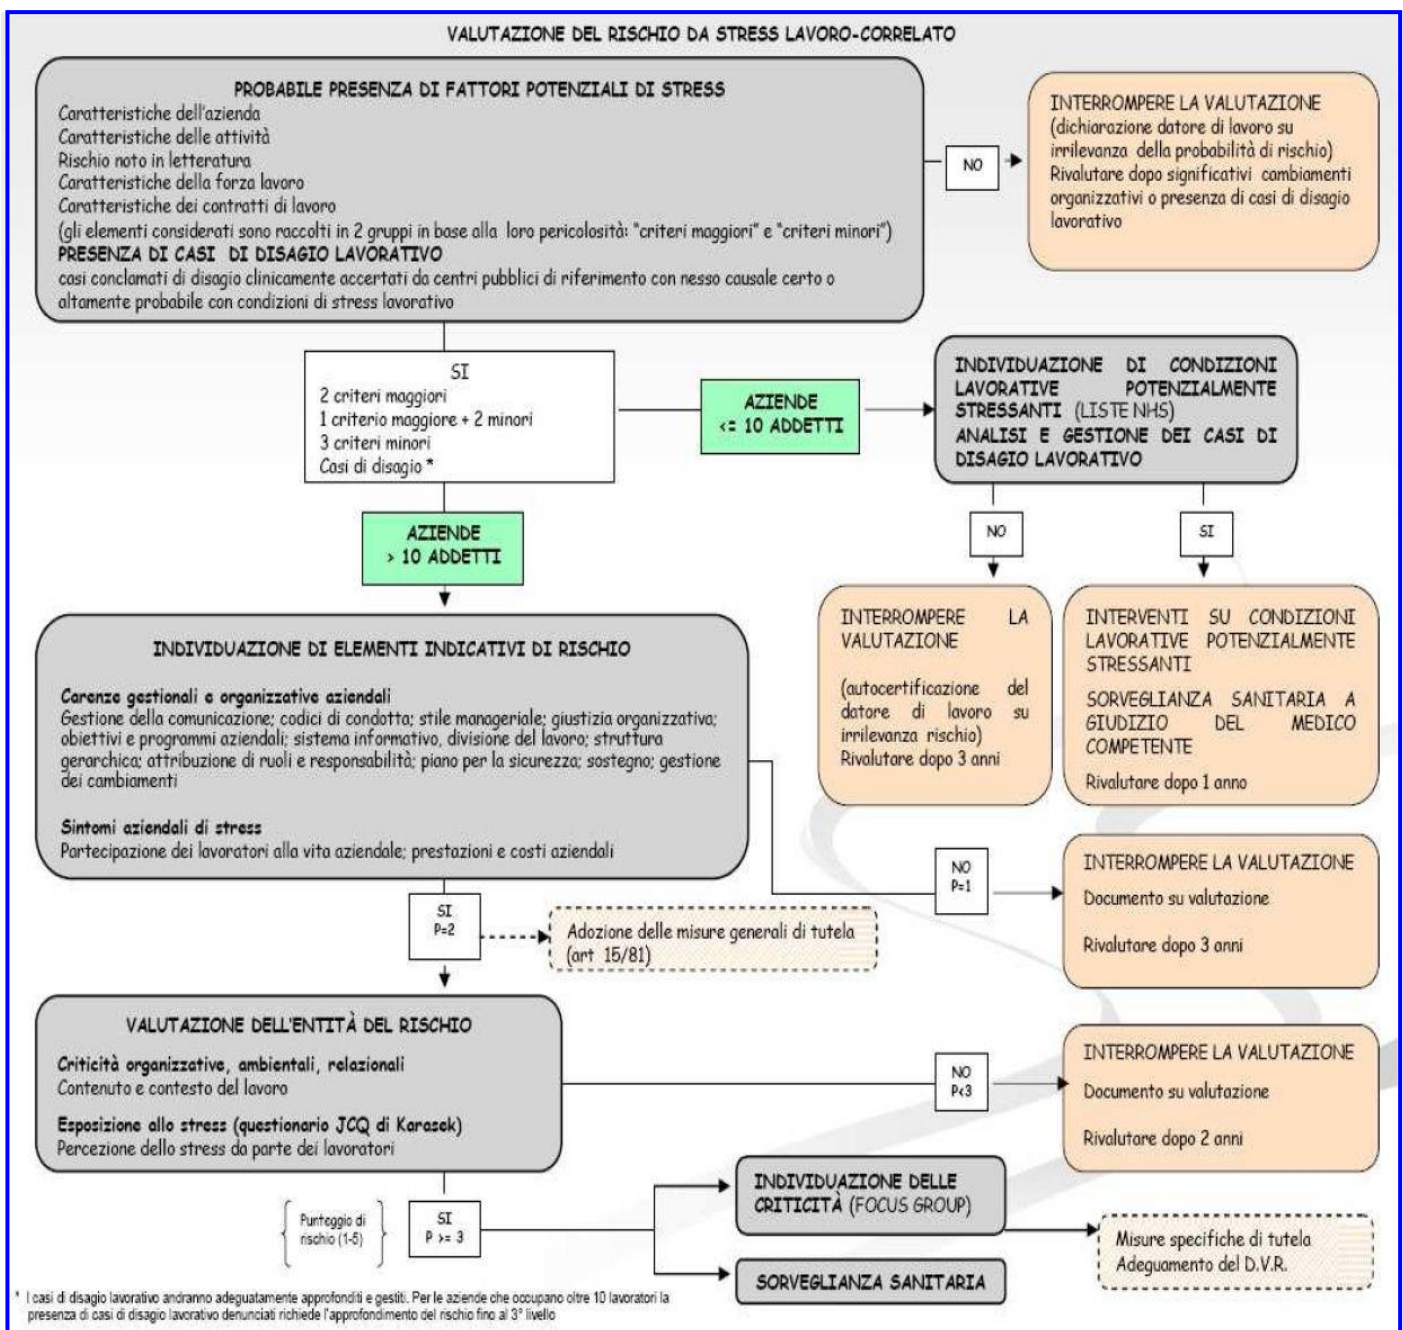 VALUTAZIONE DEL RISCHIO DA STRESS LAVORO-CORRELATO
PROBABILE PRESENZA DI FATTORI POTENZIALI DI STRESS
Caratteristiche dell'azienda
Caratteristiche delle attività
Rischio noto in letteratura
Caratteristiche della forza lavoro
Caratteristiche dei contratti di lavoro
(gli elementi considerati sono raccolti in 2 gruppi in base alla loro pericolosità: "criteri maggiori" e "criteri minori")
PRESENZA DI CASI DI DISAGIO LAVORATIVO
casi conclamati di disagio clinicamente accertati da centri pubblici di riferimento con nesso causale certo o
altamente probabile con condizioni di stress lavorativo
NO
INTERROMPERE LA VALUTAZIONE
(dichiarazione datore di lavoro su
irrilevanza della probabilità di rischio)
Rivalutare dopo significativi cambiamenti
organizzativi o presenza di casi di disagio
lavorativo
SI
2 criteri maggiori
1 criterio maggiore + 2 minori
3 criteri minori
Casi di disagio *
AZIENDE
<= 10 ADDETTI
INDIVIDUAZIONE DI CONDIZIONI
LAVORATIVE POTENZIALMENTE
STRESSANTI (LISTE NHS)
ANALISI E GESTIONE DEI CASI DI
DISAGIO LAVORATIVO
NO
SI
AZIENDE
> 10 ADDETTI
INTERROMPERE LA
VALUTAZIONE
(autocertificazione del
datore di lavoro su
irrilevanza rischio)
Rivalutare dopo 3 anni
INTERVENTI SU CONDIZIONI
LAVORATIVE POTENZIALMENTE
STRESSANTI
SORVEGLIANZA SANITARIA A
GIUDIZIO DEL MEDICO
COMPETENTE
Rivalutare dopo 1 anno
INDIVIDUAZIONE DI ELEMENTI INDICATIVI DI RISCHIO
Carenze gestionali e organizzative aziendali
Gestione della comunicazione; codici di condotta; stile manageriale; giustizia organizzativa;
obiettivi e programmi aziendali; sistema informativo, divisione del lavoro; struttura
gerarchica; attribuzione di ruoli e responsabilità; piano per la sicurezza; sostegno; gestione
dei cambiamenti
Sintomi aziendali di stress
Partecipazione dei lavoratori alla vita aziendale; prestazioni e costi aziendali
NO
P=1
INTERROMPERE LA VALUTAZIONE
Documento su valutazione
Rivalutare dopo 3 anni
SI
P=2
Adozione delle misure generali di tutela
(art 15/81)
VALUTAZIONE DELL'ENTITÀ DEL RISCHIO
Criticità organizzative, ambientali, relazionali
Contenuto e contesto del lavoro
Esposizione allo stress (questionario JCQ di Karasek)
Percezione dello stress da parte dei lavoratori
NO
P<3
INTERROMPERE LA VALUTAZIONE
Documento su valutazione
Rivalutare dopo 2 anni
Punteggio di
rischio (1-5)
SI
P >= 3
INDIVIDUAZIONE DELLE
CRITICITÀ (FOCUS GROUP)
SORVEGLIANZA SANITARIA
Misure specifiche di tutela
Adeguamento del D.V.R.
* I casi di disagio lavorativo andranno adeguatamente approfonditi e gestiti. Per le aziende che occupano oltre 10 lavoratori la
presenza di casi di disagio lavorativo denunciati richiede l'approfondimento del rischio fino al 3° livello